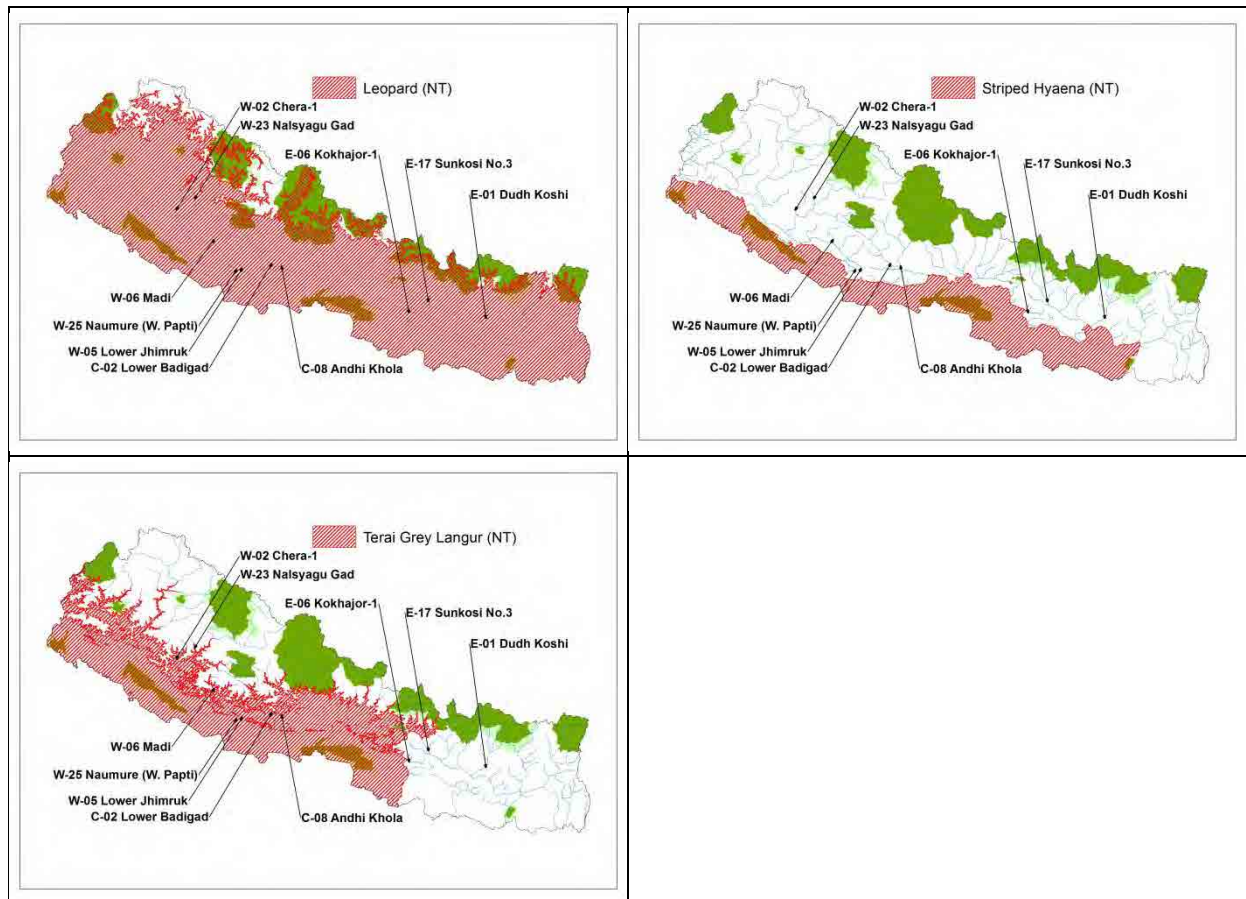 Leopard (NT)
W-02 Chera-1
W-23 Nalsyagu Gad
E-06 Kokhajor-1
E-17 Sunkosi No.3
E-01 Dudh Koshi
W-06 Madi
W-25 Naumure (W. Papti)
W-05 Lower Jhimruk
C-02 Lower Badigad
C-08 Andhi Khola
Striped Hyaena (NT)
W-02 Chera-1
W-23 Nalsyagu Gad
E-06 Kokhajor-1
E-17 Sunkosi No.3
E-01 Dudh Koshi
W-06 Madi
W-25 Naumure (W. Papti)
W-05 Lower Jhimruk
C-02 Lower Badigad
C-08 Andhi Khola
Terai Grey Langur (NT)
W-02 Chera-1
W-23 Nalsyagu Gad
E-06 Kokhajor-1
E-17 Sunkosi No.3
E-01 Dudh Koshi
W-06 Madi
W-25 Naumure (W. Papti)
W-05 Lower Jhimruk
C-02 Lower Badigad
C-08 Andhi Khola